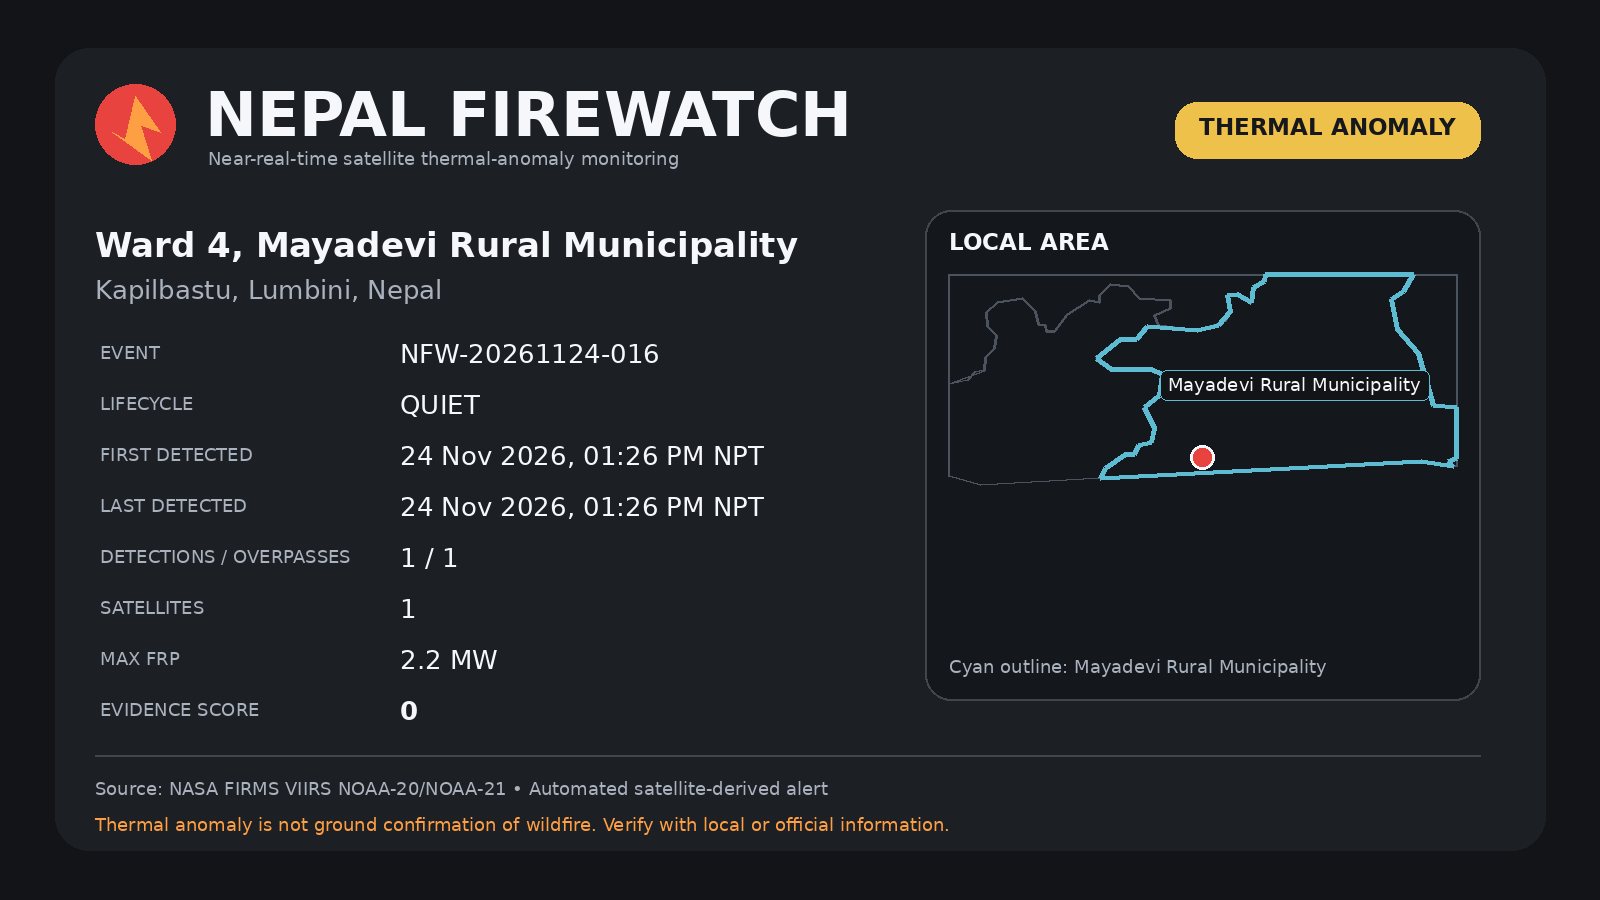 NEPAL FIREWATCH
Near-real-time satellite thermal-anomaly monitoring
THERMAL ANOMALY
Ward 4, Mayadevi Rural Municipality
Kapilbastu, Lumbini, Nepal
EVENT NFW-20261124-016
LIFECYCLE QUIET
FIRST DETECTED 24 Nov 2026, 01:26 PM NPT
LAST DETECTED 24 Nov 2026, 01:26 PM NPT
DETECTIONS / OVERPASSES 1 / 1
SATELLITES 1
MAX FRP 2.2 MW
EVIDENCE SCORE 0
LOCAL AREA
Mayadevi Rural Municipality
Cyan outline: Mayadevi Rural Municipality
Source: NASA FIRMS VIIRS NOAA-20/NOAA-21 • Automated satellite-derived alert
Thermal anomaly is not ground confirmation of wildfire. Verify with local or official information.